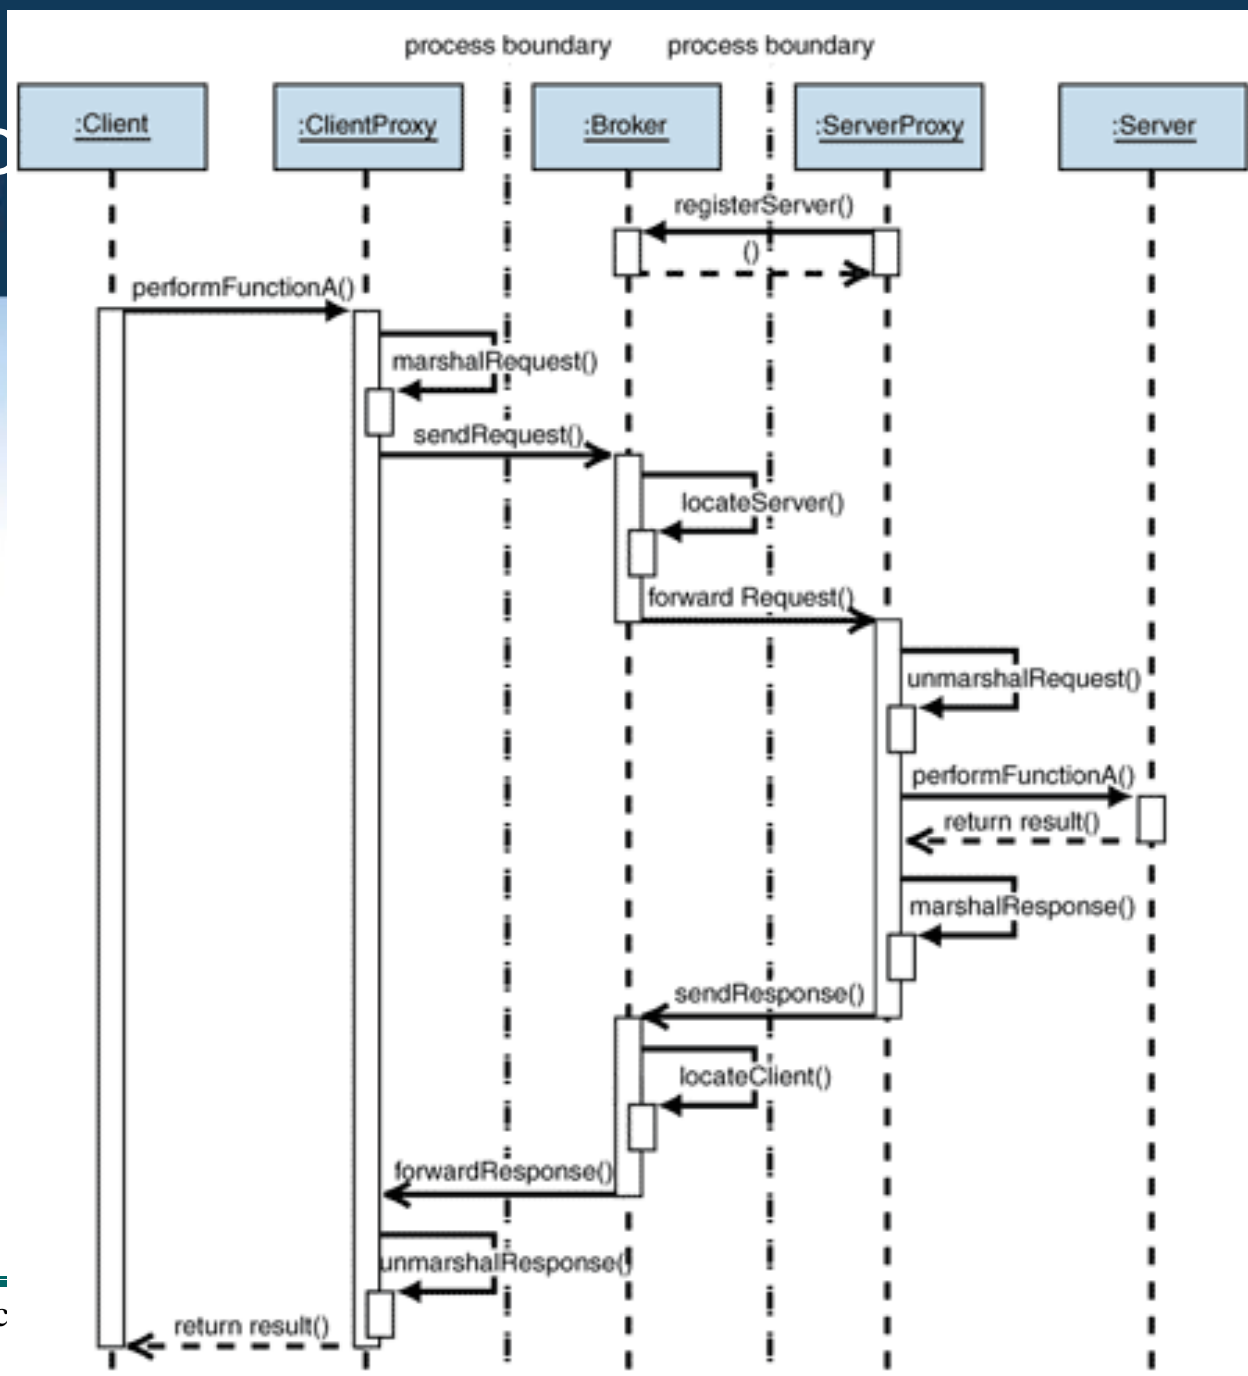 process boundary process boundary
:Client :ClientProxy :Broker :ServerProxy :Server
registerServer()
()
performFunctionA()
marshalRequest()
sendRequest()
locateServer()
forward Request()
unmarshalRequest()
performFunctionA()
return result()
marshalResponse()
sendResponse()
locateClient()
forwardResponse()
unmarshalResponse()
return result()